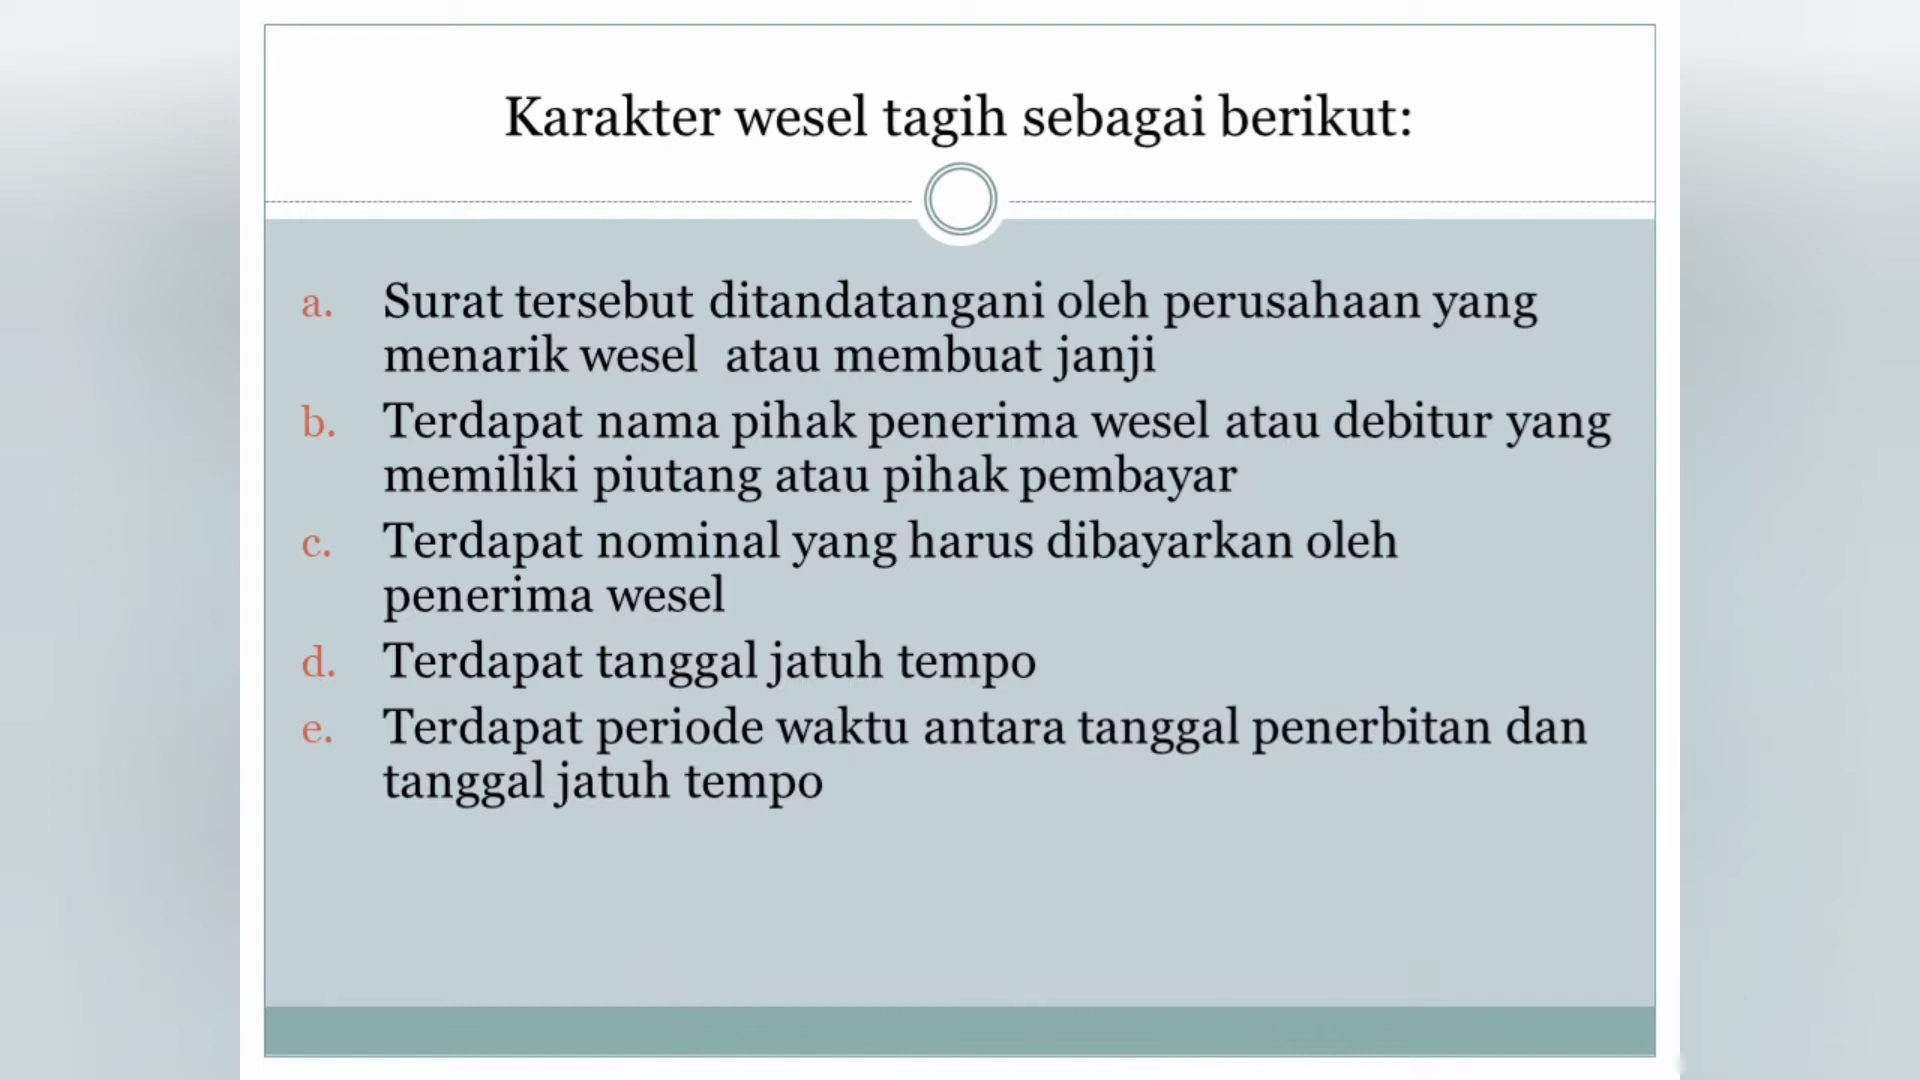 Karakter wesel tagih sebagai berikut:
a. Surat tersebut ditandatangani oleh perusahaan yang
menarik wesel atau membuat janji
b. Terdapat nama pihak penerima wesel atau debitur yang
memiliki piutang atau pihak pembayar
c. Terdapat nominal yang harus dibayarkan oleh
penerima wesel
d. Terdapat tanggal jatuh tempo
e. Terdapat periode waktu antara tanggal penerbitan dan
tanggal jatuh tempo